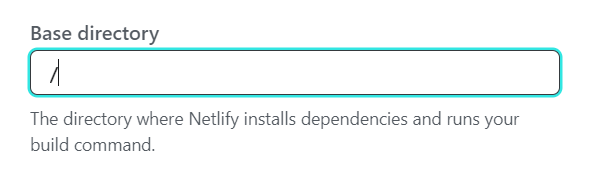 Base directory
/
The directory where Netlify installs dependencies and runs your
build command.